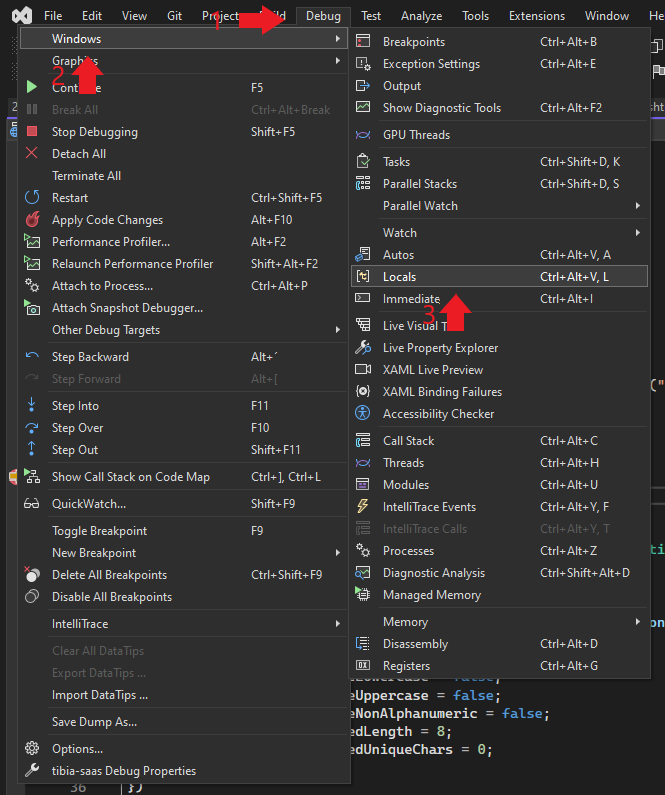 File Edit View Git Project Build Debug Test Analyze Tools Extensions Window He
1
Windows
2
Graphics
Continue F5
Break All Ctrl+Alt+Break
Stop Debugging Shift+F5
Detach All
Terminate All
Restart Ctrl+Shift+F5
Apply Code Changes Alt+F10
Performance Profiler... Alt+F2
Relaunch Performance Profiler Shift+Alt+F2
Attach to Process... Ctrl+Alt+P
Attach Snapshot Debugger...
Other Debug Targets
Step Backward Alt+´
Step Forward Alt+[
Step Into F11
Step Over F10
Step Out Shift+F11
Show Call Stack on Code Map Ctrl+], Ctrl+L
QuickWatch... Shift+F9
Toggle Breakpoint F9
New Breakpoint
Delete All Breakpoints Ctrl+Shift+F9
Disable All Breakpoints
IntelliTrace
Clear All DataTips
Export DataTips ...
Import DataTips ...
Save Dump As...
Options...
tibia-saas Debug Properties
Breakpoints Ctrl+Alt+B
Exception Settings Ctrl+Alt+E
Output
Show Diagnostic Tools Ctrl+Alt+F2
GPU Threads
Tasks Ctrl+Shift+D, K
Parallel Stacks Ctrl+Shift+D, S
Parallel Watch
Watch
Autos Ctrl+Alt+V, A
Locals Ctrl+Alt+V, L
Immediate Ctrl+Alt+I
3
Live Visual T
Live Property Explorer
XAML Live Preview
XAML Binding Failures
Accessibility Checker
Call Stack Ctrl+Alt+C
Threads Ctrl+Alt+H
Modules Ctrl+Alt+U
IntelliTrace Events Ctrl+Alt+Y, F
IntelliTrace Calls Ctrl+Alt+Y, T
Processes Ctrl+Alt+Z
Diagnostic Analysis Ctrl+Shift+Alt+D
Managed Memory
Memory
Disassembly Ctrl+Alt+D
Registers Ctrl+Alt+G
2
sht
("
ti
on
eLowercase = false;
eUppercase = false;
eNonAlphanumeric = false;
edLength = 8;
edUniqueChars = 0;
36 })